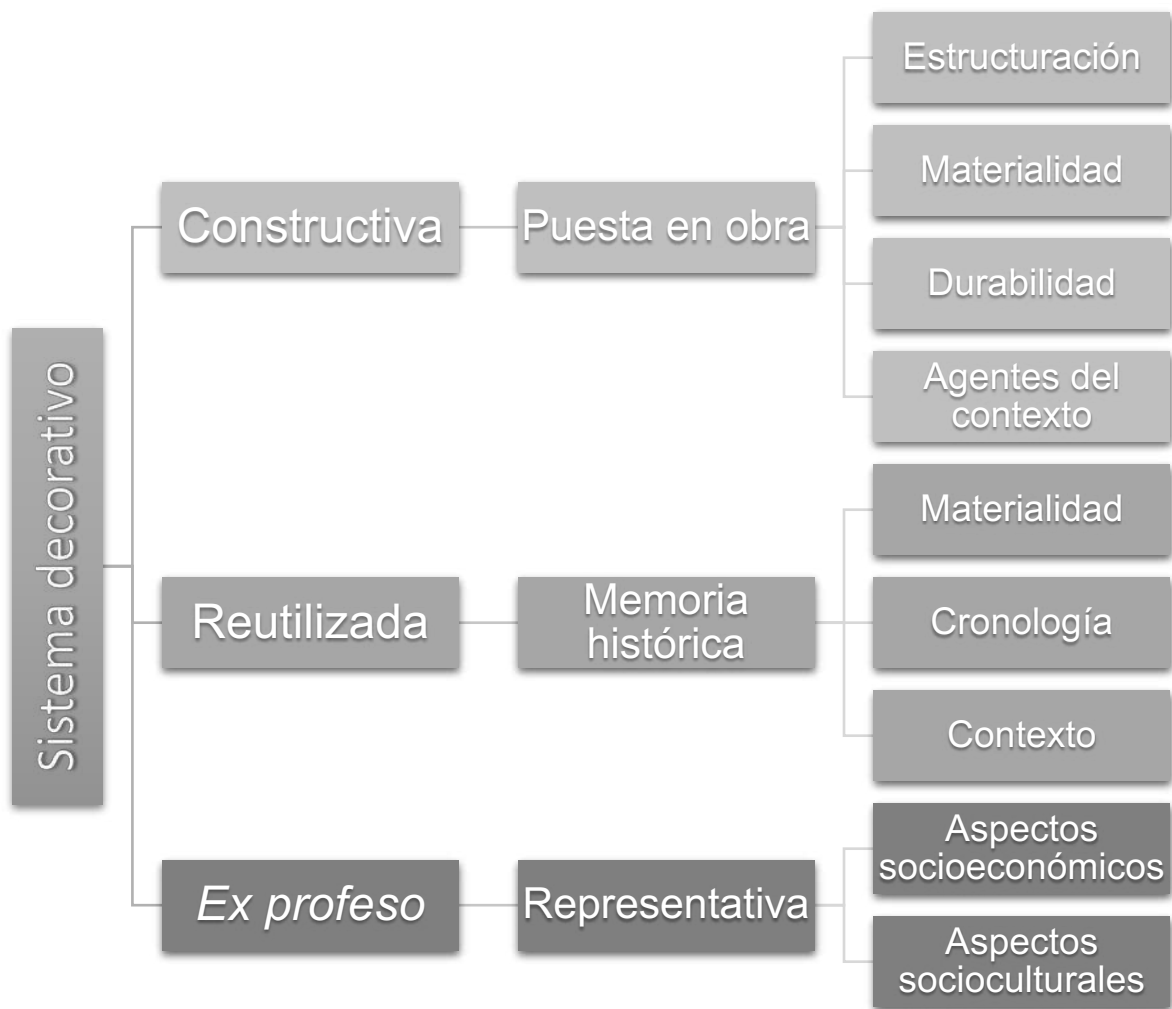 Sistema decorativo
Constructiva
Puesta en obra
Estructuración
Materialidad
Durabilidad
Agentes del
contexto
Reutilizada
Memoria
histórica
Materialidad
Cronología
Contexto
Ex profeso
Representativa
Aspectos
socioeconómicos
Aspectos
socioculturales